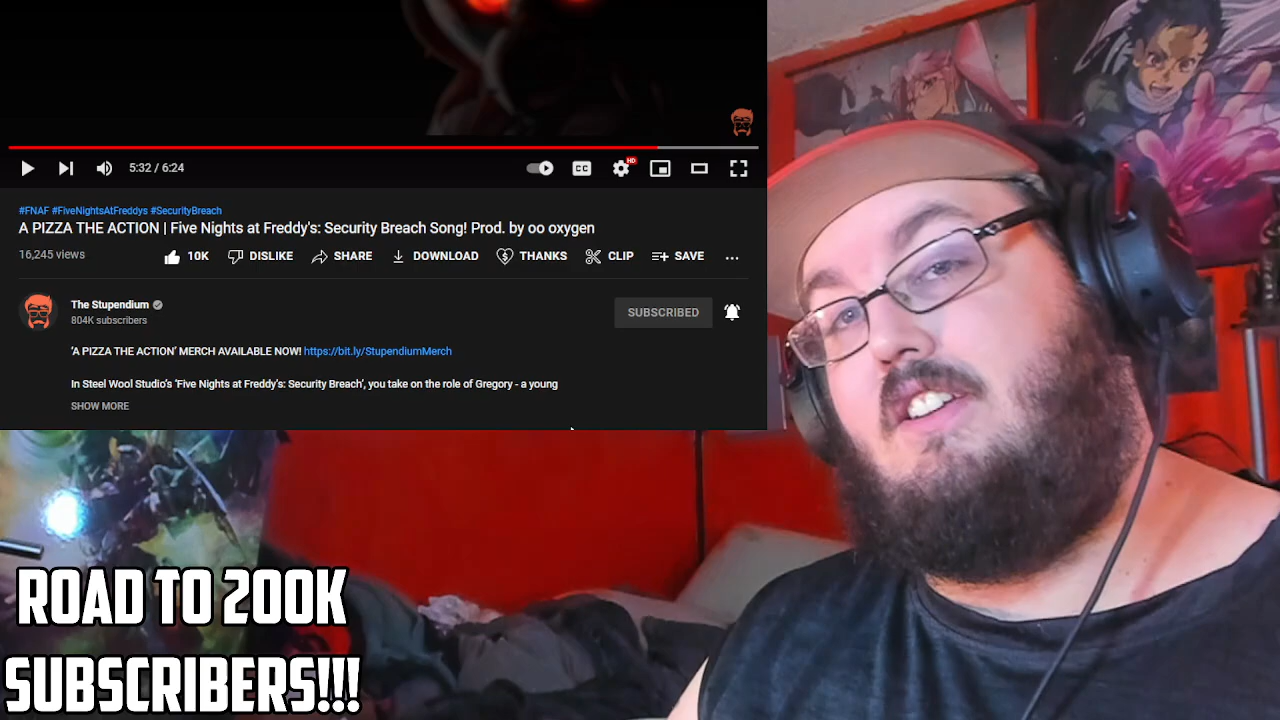 HD
CC
5:32 / 6:24
#FNAF #FiveNightsAtFreddys #SecurityBreach
A PIZZA THE ACTION | Five Nights at Freddy's: Security Breach Song! Prod. by oo oxygen
16,245 views 10K DISLIKE SHARE DOWNLOAD THANKS CLIP SAVE ...
The Stupendium
804K subscribers
SUBSCRIBED
'A PIZZA THE ACTION' MERCH AVAILABLE NOW! https://bit.ly/StupendiumMerch
In Steel Wool Studio's 'Five Nights at Freddy's: Security Breach', you take on the role of Gregory - a young
SHOW MORE
ROAD TO 200K
SUBSCRIBERS!!!